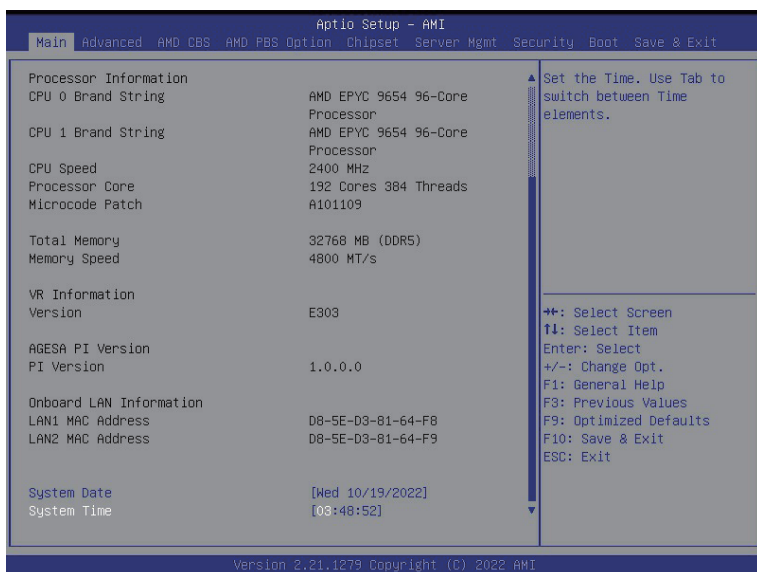 Aptio Setup - AMI
Main Advanced AMD CBS AMD PBS Option Chipset Server Mgmt Security Boot Save & Exit
Processor Information
CPU 0 Brand String AMD EPYC 9654 96-Core
Processor
CPU 1 Brand String AMD EPYC 9654 96-Core
Processor
CPU Speed 2400 MHz
Processor Core 192 Cores 384 Threads
Microcode Patch A101109
Total Memory 32768 MB (DDR5)
Memory Speed 4800 MT/s
VR Information
Version E303
AGESA PI Version
PI Version 1.0.0.0
Onboard LAN Information
LAN1 MAC Address D8-5E-D3-81-64-F8
LAN2 MAC Address D8-5E-D3-81-64-F9
System Date [Wed 10/19/2022]
System Time [03:48:52]
Set the Time. Use Tab to
switch between Time
elements.
→←: Select Screen
↑↓: Select Item
Enter: Select
+/-: Change Opt.
F1: General Help
F3: Previous Values
F9: Optimized Defaults
F10: Save & Exit
ESC: Exit
Version 2.21.1279 Copyright (C) 2022 AMI